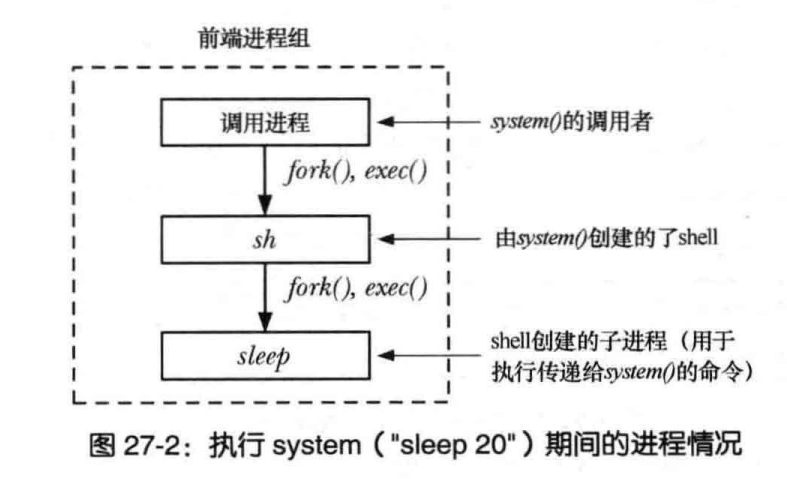 前端进程组
调用进程
system()的调用者
fork(), exec()
sh
由system()创建的了shell
fork(), exec()
sleep
shell创建的子进程（用于
执行传递给system()的命令）
图 27-2：执行 system（"sleep 20"）期间的进程情况